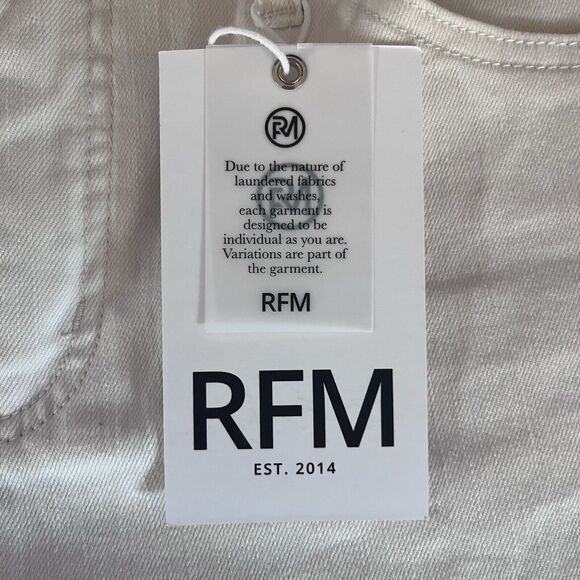 RM
Due to the nature of
laundered fabrics
and washes,
each garment is
designed to be
individual as you are.
Variations are part of
the garment.
RFM
RFM
EST. 2014